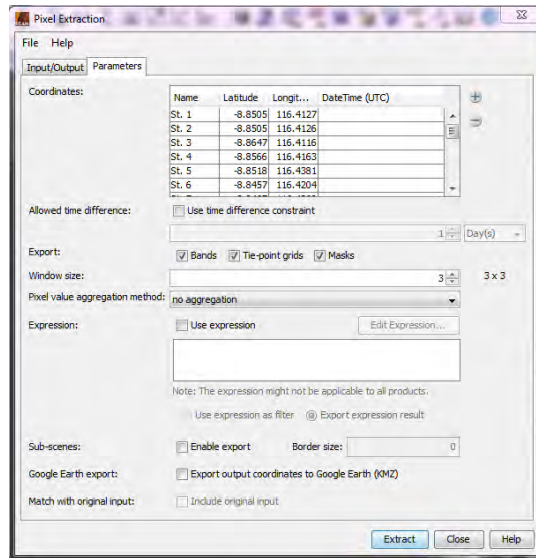 Pixel Extraction
File Help
Input/Output Parameters
Coordinates:
Name Latitude Longit... DateTime (UTC)
St. 1 -8.8505 116.4127
St. 2 -8.8505 116.4126
St. 3 -8.8647 116.4116
St. 4 -8.8566 116.4163
St. 5 -8.8518 116.4381
St. 6 -8.8457 116.4204
Allowed time difference: Use time difference constraint
1 Day(s)
Export: Bands Tie-point grids Masks
Window size: 3 3 x 3
Pixel value aggregation method: no aggregation
Expression: Use expression Edit Expression...
Note: The expression might not be applicable to all products.
Use expression as filter Export expression result
Sub-scenes: Enable export Border size: 0
Google Earth export: Export output coordinates to Google Earth (KMZ)
Match with original input: Include original input
Extract Close Help